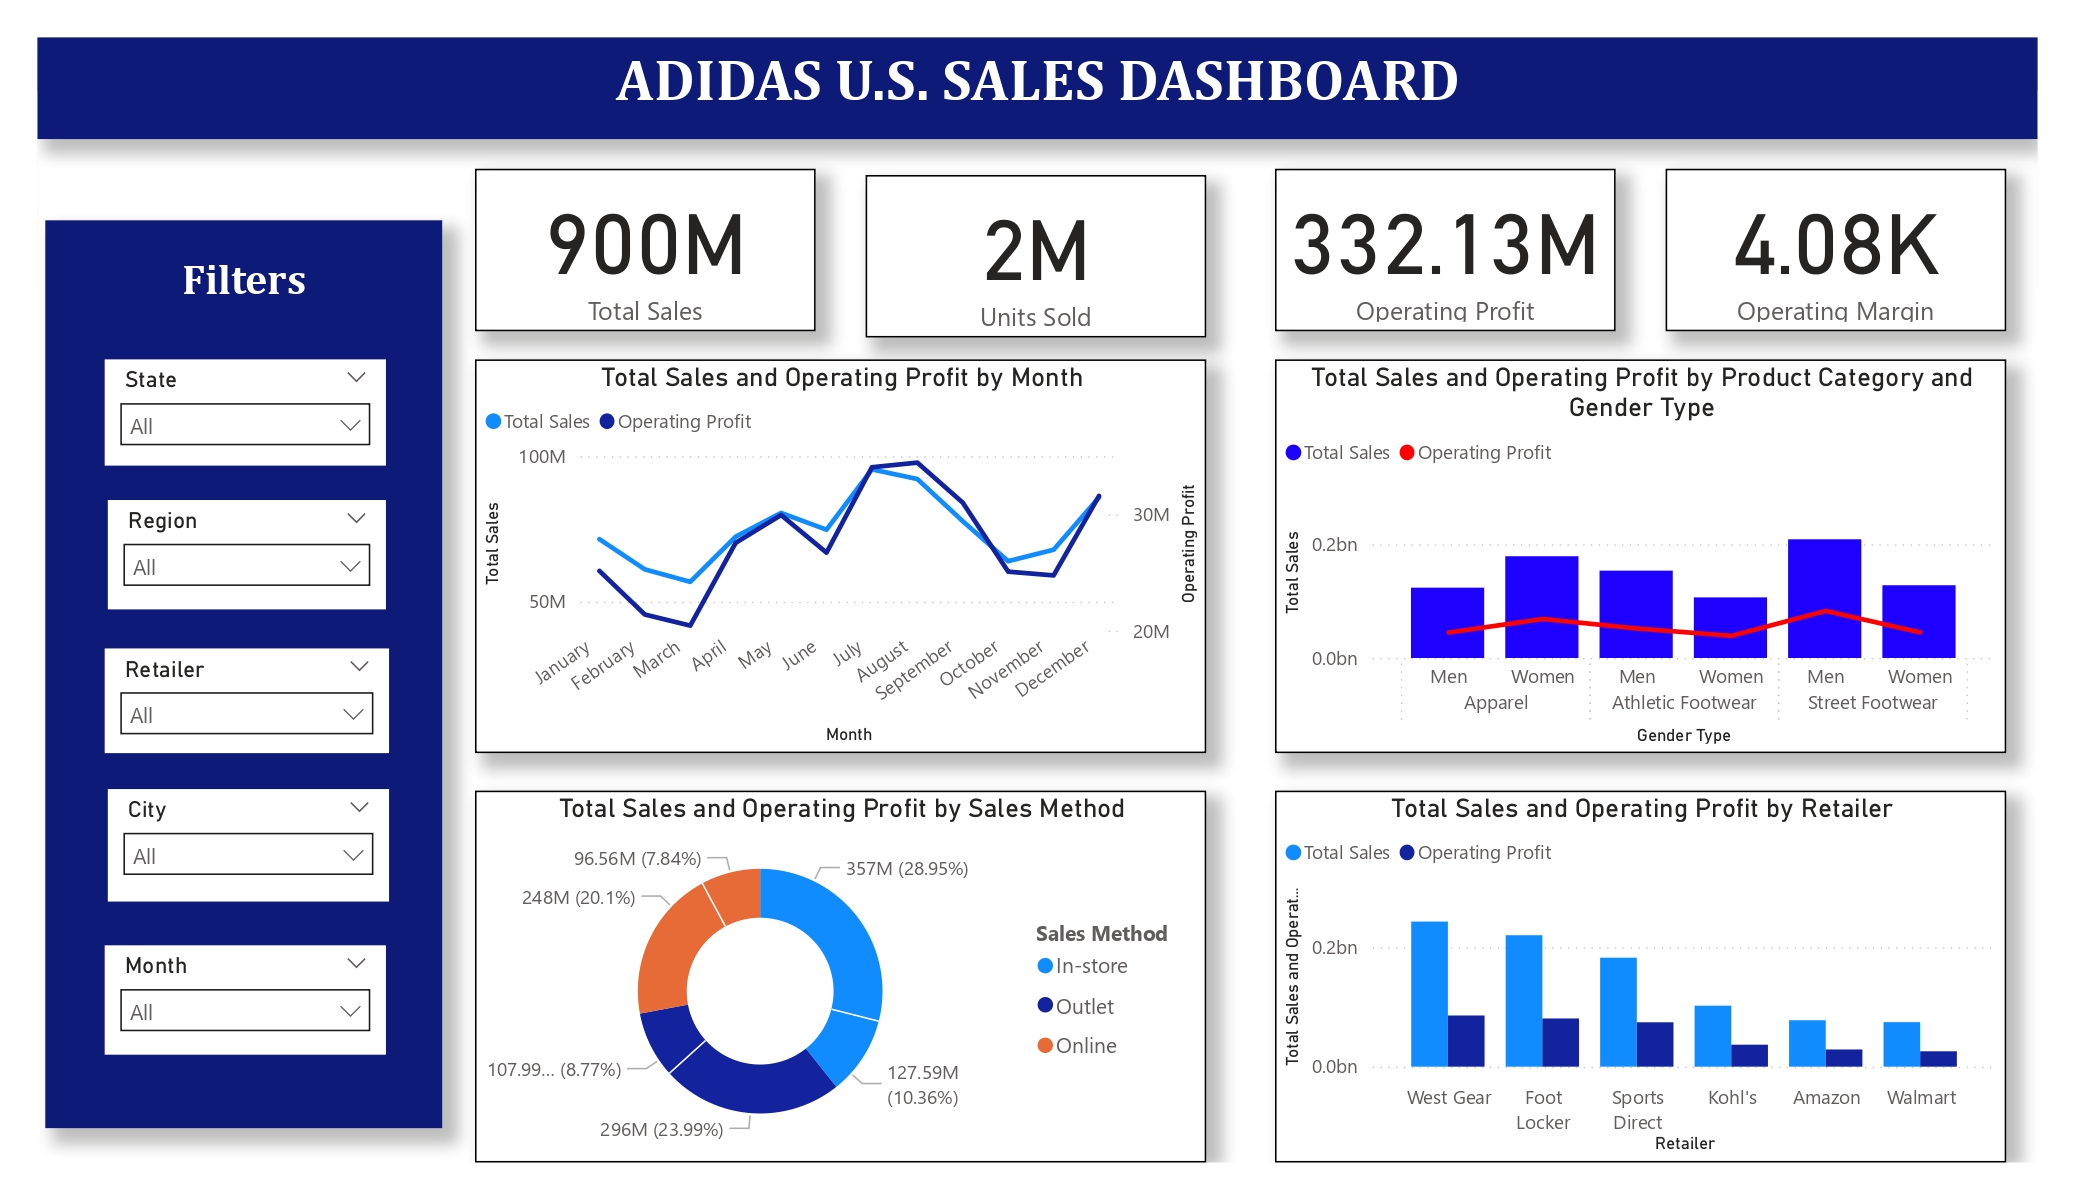 ADIDAS U.S. SALES DASHBOARD
Filters
State
All
Region
All
Retailer
All
City
All
Month
All
900M
Total Sales
2M
Units Sold
332.13M
Operating Profit
4.08K
Operating Margin
Total Sales and Operating Profit by Month
Total Sales Operating Profit
100M
50M
30M
20M
Total Sales
Operating Profit
January
February
March
April
May
June
July
August
September
October
November
December
Month
Total Sales and Operating Profit by Product Category and
Gender Type
Total Sales Operating Profit
Total Sales
0.2bn
0.0bn
Men Women Men Women Men Women
Apparel Athletic Footwear Street Footwear
Gender Type
Total Sales and Operating Profit by Sales Method
96.56M (7.84%)
357M (28.95%)
248M (20.1%)
107.99... (8.77%)
127.59M
(10.36%)
296M (23.99%)
Sales Method
In-store
Outlet
Online
Total Sales and Operating Profit by Retailer
Total Sales Operating Profit
Total Sales and Operat...
0.2bn
0.0bn
West Gear
Foot
Locker
Sports
Direct
Kohl's
Amazon
Walmart
Retailer